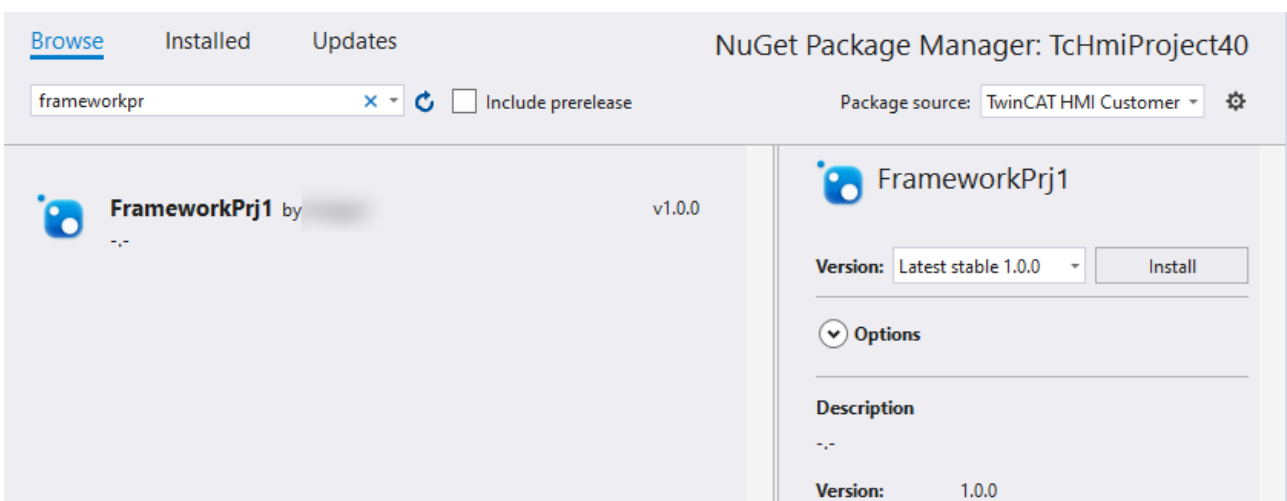 Browse Installed Updates
NuGet Package Manager: TcHmiProject40
frameworkpr
Include prerelease
Package source: TwinCAT HMI Customer
FrameworkPrj1 by
v1.0.0
-.-
FrameworkPrj1
Version: Latest stable 1.0.0
Install
Options
Description
-.-
Version: 1.0.0